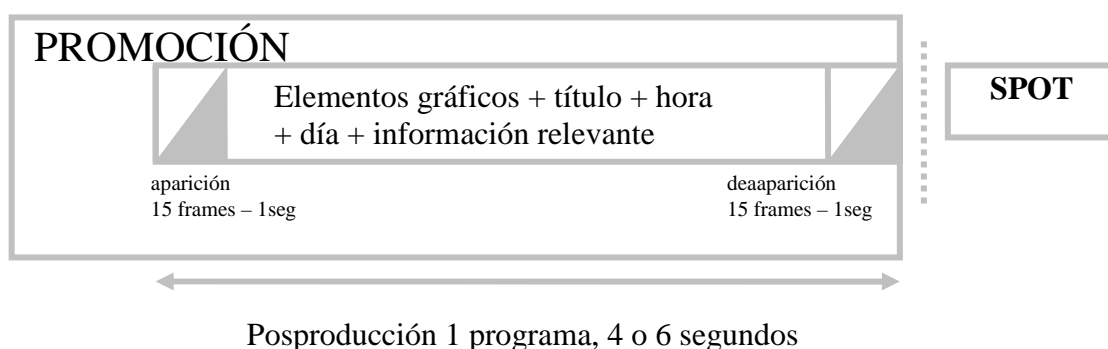 PROMOCIÓN
Elementos gráficos + título + hora
+ día + información relevante
SPOT
aparición
15 frames – 1seg
deaaparición
15 frames – 1seg
Posproducción 1 programa, 4 o 6 segundos